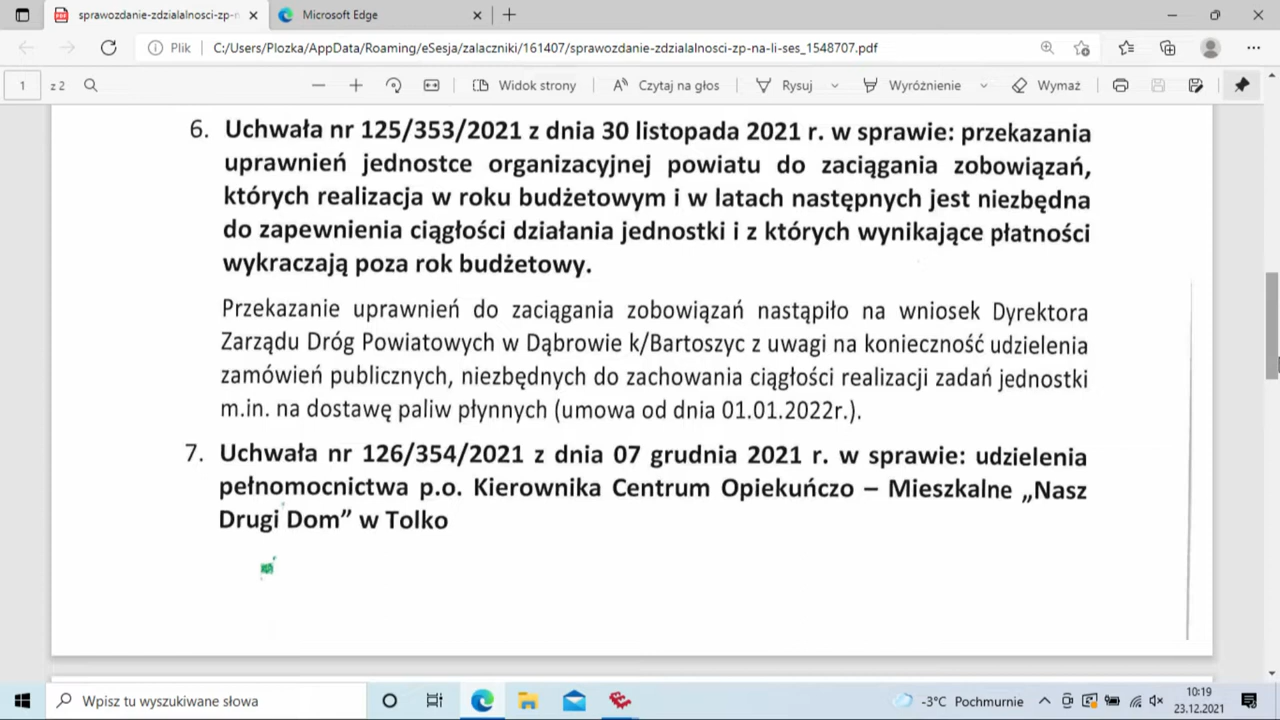 sprawozdanie-zdzialalnosci-zp-n
Microsoft Edge
Plik
C:/Users/Plozka/AppData/Roaming/eSesja/zalaczniki/161407/sprawozdanie-zdzialalnosci-zp-na-li-ses_1548707.pdf
1 z 2
Widok strony
Czytaj na głos
Rysuj
Wyróżnienie
Wymaż
6. Uchwała nr 125/353/2021 z dnia 30 listopada 2021 r. w sprawie: przekazania
uprawnień jednostce organizacyjnej powiatu do zaciągania zobowiązań,
których realizacja w roku budżetowym i w latach następnych jest niezbędna
do zapewnienia ciągłości działania jednostki i z których wynikające płatności
wykraczają poza rok budżetowy.
Przekazanie uprawnień do zaciągania zobowiązań nastąpiło na wniosek Dyrektora
Zarządu Dróg Powiatowych w Dąbrowie k/Bartoszyc z uwagi na konieczność udzielenia
zamówień publicznych, niezbędnych do zachowania ciągłości realizacji zadań jednostki
m.in. na dostawę paliw płynnych (umowa od dnia 01.01.2022r.).
7. Uchwała nr 126/354/2021 z dnia 07 grudnia 2021 r. w sprawie: udzielenia
pełnomocnictwa p.o. Kierownika Centrum Opiekuńczo – Mieszkalne „Nasz
Drugi Dom” w Tolko
Wpisz tu wyszukiwane słowa
-3°C Pochmurnie
10:19
23.12.2021